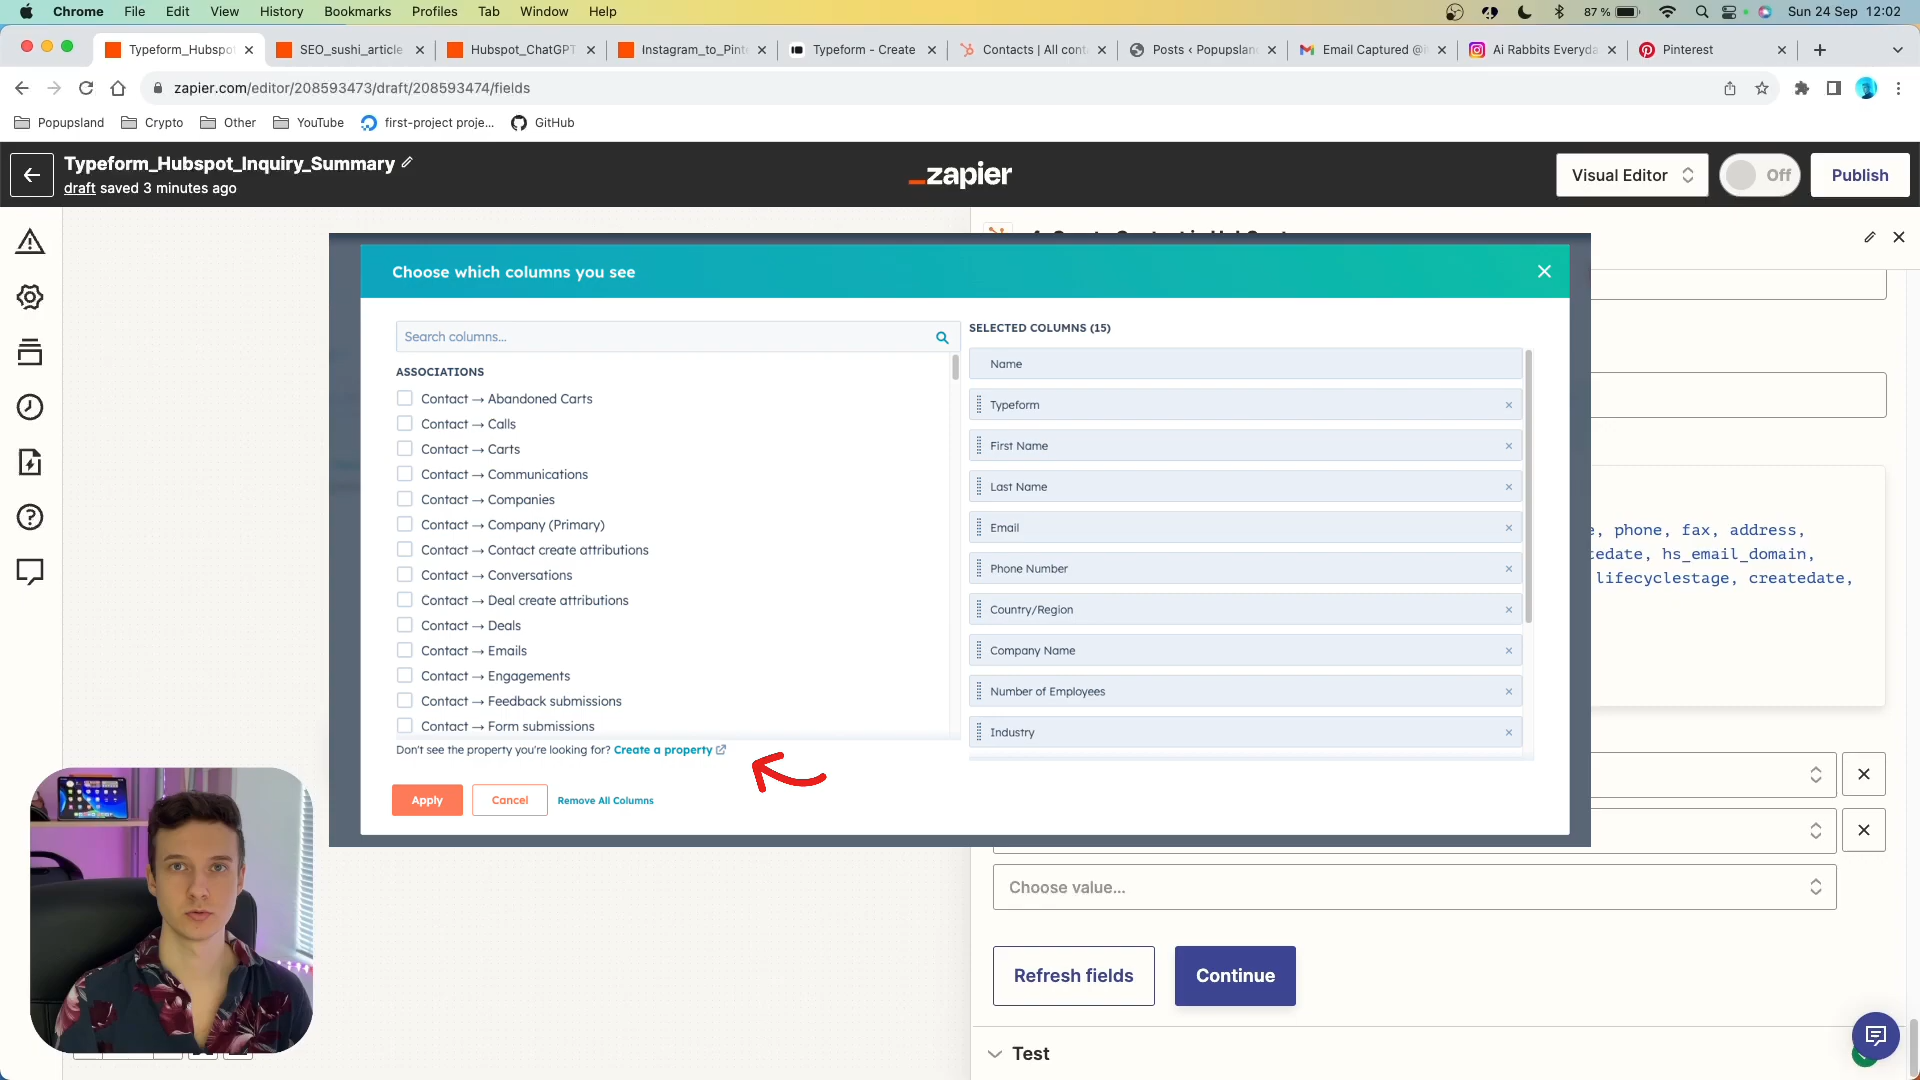 Chrome File Edit View History Bookmarks Profiles Tab Window Help
87 % Sun 24 Sep 12:02
Typeform_Hubspo
SEO_sushi_article
Hubspot_ChatGPT
Instagram_to_Pint
Typeform - Create
Contacts | All cont
Posts ‹ Popupslan
Email Captured @i
Ai Rabbits Everyda
Pinterest
zapier.com/editor/208593473/draft/208593474/fields
Popupsland Crypto Other YouTube first-project proje... GitHub
Typeform_Hubspot_Inquiry_Summary
draft saved 3 minutes ago
_zapier
Visual Editor
Off
Publish
Choose which columns you see
Search columns...
ASSOCIATIONS
Contact → Abandoned Carts
Contact → Calls
Contact → Carts
Contact → Communications
Contact → Companies
Contact → Company (Primary)
Contact → Contact create attributions
Contact → Conversations
Contact → Deal create attributions
Contact → Deals
Contact → Emails
Contact → Engagements
Contact → Feedback submissions
Contact → Form submissions
Don't see the property you're looking for? Create a property
Apply
Cancel
Remove All Columns
SELECTED COLUMNS (15)
Name
Typeform
First Name
Last Name
Email
Phone Number
Country/Region
Company Name
Number of Employees
Industry
e, phone, fax, address,
tedate, hs_email_domain,
lifecyclestage, createdate,
Choose value...
Refresh fields
Continue
Test